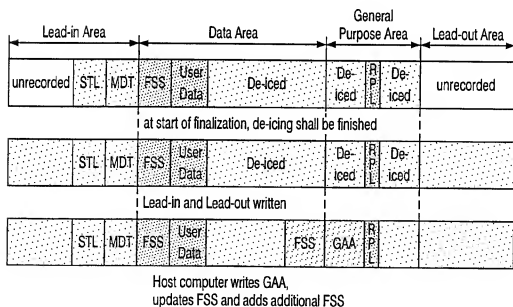 Lead-in Area
Data Area
General
Purpose Area
Lead-out Area
unrecorded
STL
MDT
FSS
User
Data
De-iced
De-
iced
R
P
L
De-
iced
unrecorded
at start of finalization, de-icing shall be finished
STL
MDT
FSS
User
Data
De-iced
De-
iced
R
P
L
De-
iced
Lead-in and Lead-out written
STL
MDT
FSS
User
Data
FSS
GAA
R
P
L
Host computer writes GAA,
updates FSS and adds additional FSS